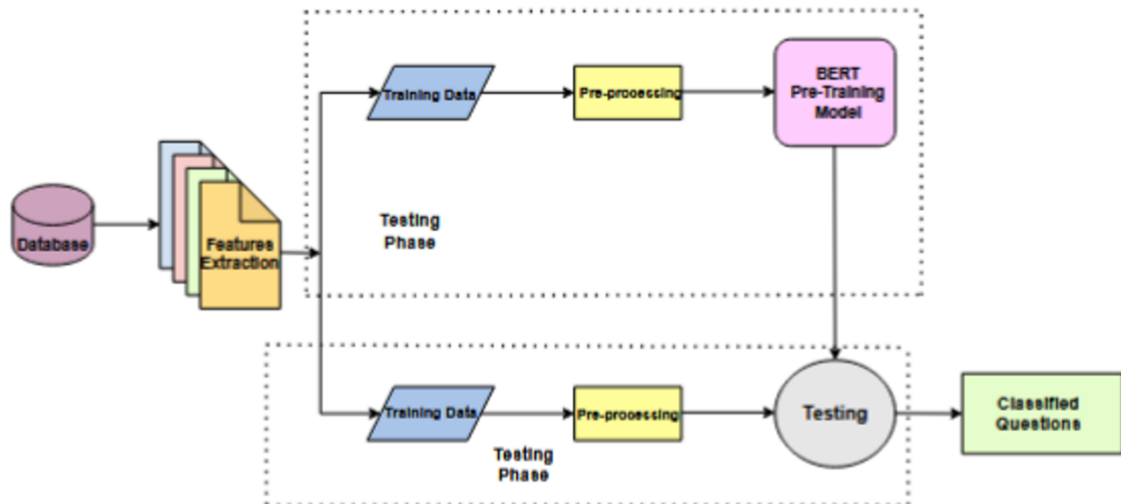 Database
Features
Extraction
Training Data
Pre-processing
BERT
Pre-Training
Model
Testing
Phase
Training Data
Pre-processing
Testing
Testing
Phase
Classified
Questions